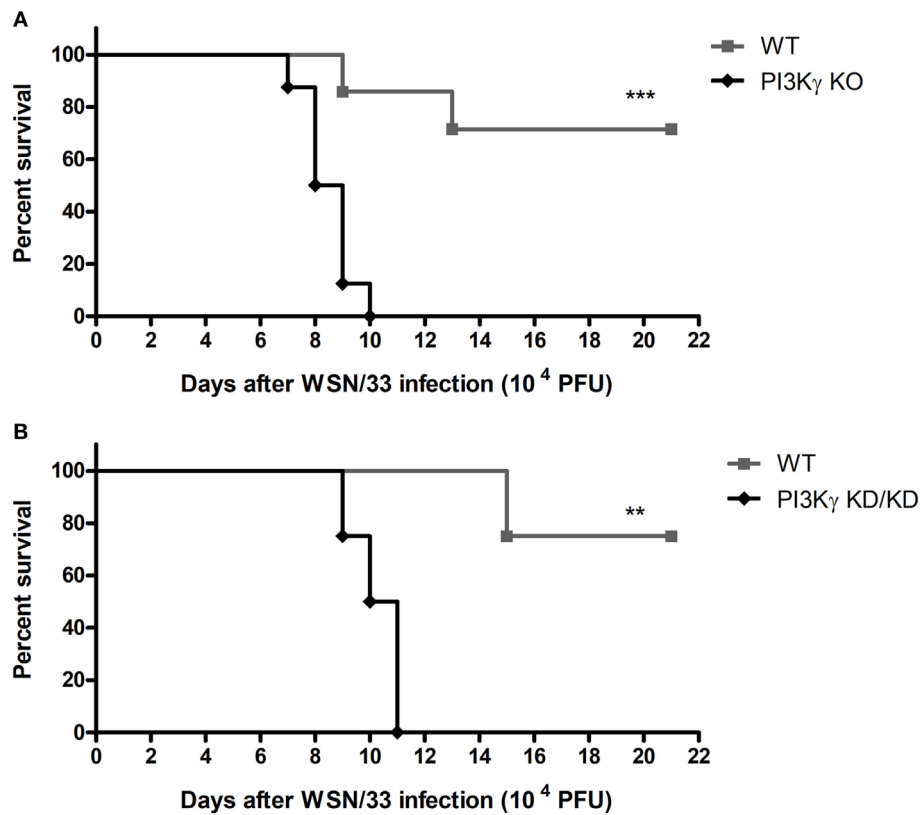 A
WT
PI3Kγ KO
***
Percent survival
100
80
60
40
20
0
0 2 4 6 8 10 12 14 16 18 20 22
Days after WSN/33 infection (10 4 PFU)
B
WT
PI3Kγ KD/KD
**
Percent survival
100
80
60
40
20
0
0 2 4 6 8 10 12 14 16 18 20 22
Days after WSN/33 infection (10 4 PFU)